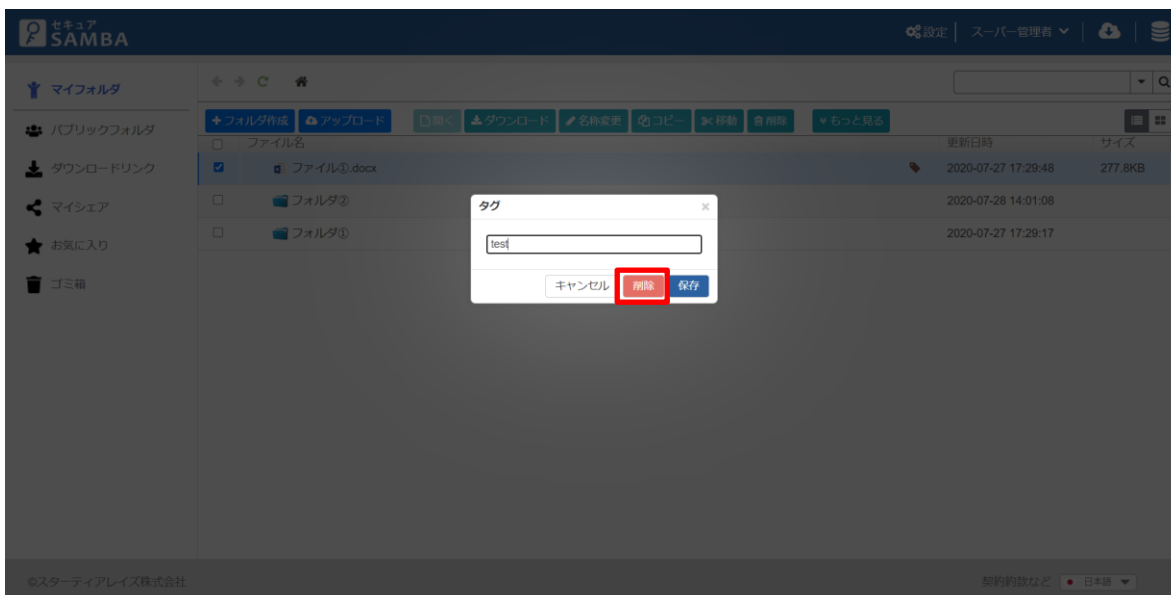 セキュア
SAMBA
設定 スーパー管理者
マイフォルダ
パブリックフォルダ
ダウンロードリンク
マイシェア
お気に入り
ゴミ箱
フォルダ作成 アップロード 開く ダウンロード 名称変更 コピー 移動 削除 もっと見る
ファイル名 更新日時 サイズ
ファイル①.docx 2020-07-27 17:29:48 277.8KB
フォルダ② 2020-07-28 14:01:08
フォルダ① 2020-07-27 17:29:17
タグ ×
test
キャンセル 削除 保存
©スターティアレイズ株式会社 契約約款など 日本語